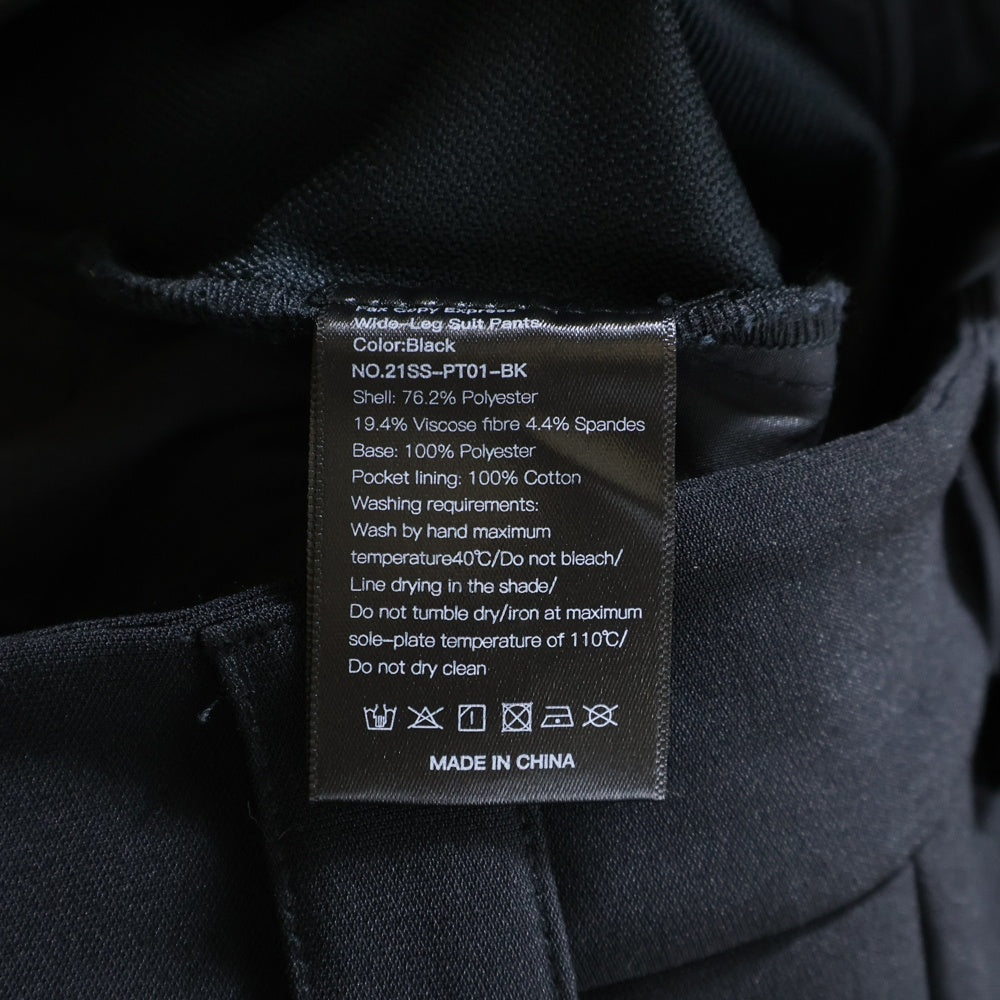 Fax Copy Express
Wide-Leg Suit Pants
Color:Black
NO.21SS-PT01-BK
Shell: 76.2% Polyester
19.4% Viscose fibre 4.4% Spandes
Base: 100% Polyester
Pocket lining: 100% Cotton
Washing requirements:
Wash by hand maximum
temperature40℃/Do not bleach/
Line drying in the shade/
Do not tumble dry/iron at maximum
sole-plate temperature of 110℃/
Do not dry clean
MADE IN CHINA